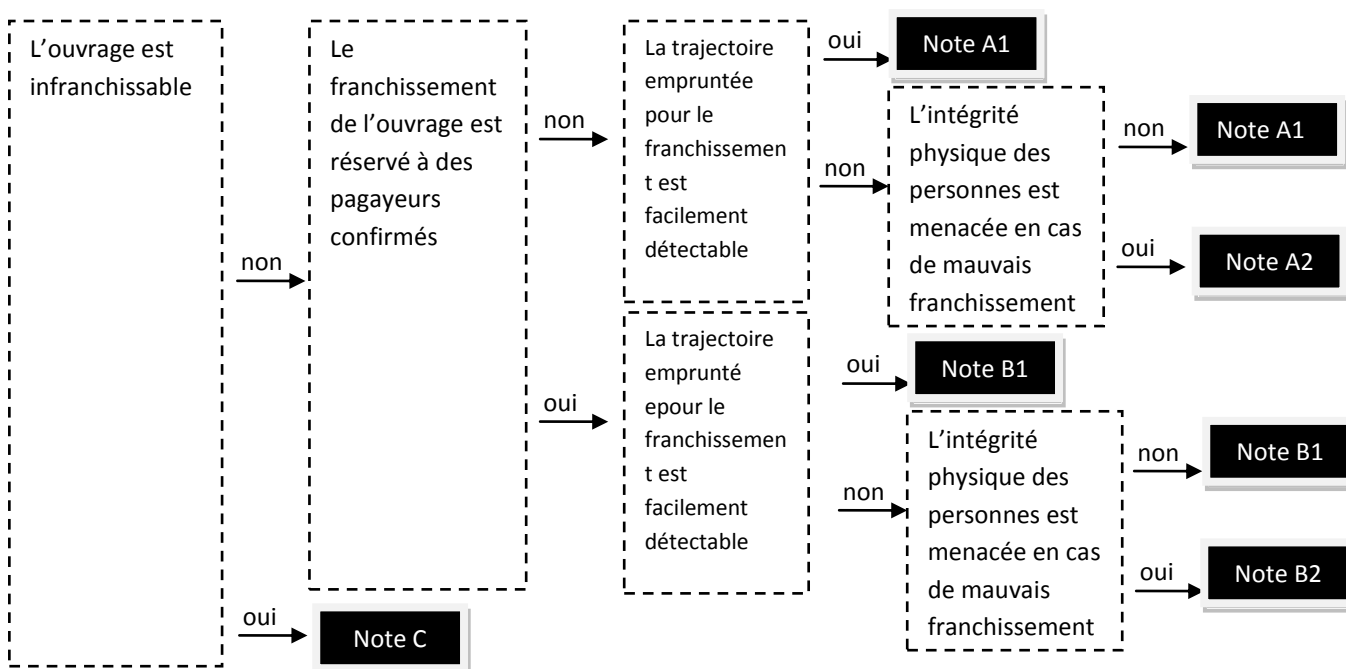 L’ouvrage est
infranchissable
non
oui
Note C
Le
franchissement
de l’ouvrage est
réservé à des
pagayeurs
confirmés
non
oui
La trajectoire
empruntée
pour le
franchissemen
t est
facilement
détectable
oui
Note A1
non
L’intégrité
physique des
personnes est
menacée en cas
de mauvais
franchissement
non
Note A1
oui
Note A2
La trajectoire
emprunté
epour le
franchissemen
t est
facilement
détectable
oui
Note B1
non
L’intégrité
physique des
personnes est
menacée en cas
de mauvais
franchissement
non
Note B1
oui
Note B2